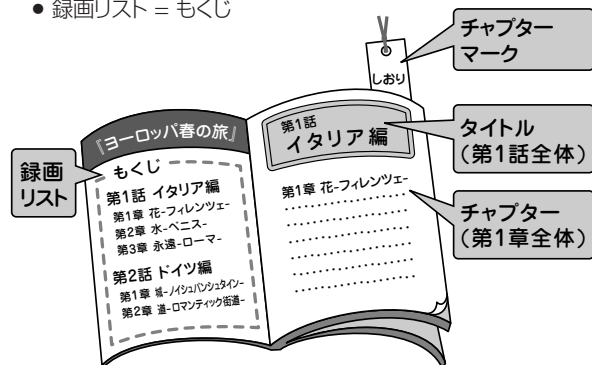 ● 録画リスト = もくじ
チャプター
マーク
しおり
『ヨーロッパ春の旅』
録画
リスト
もくじ
第1話 イタリア編
第1章 花-フィレンツェ-
第2章 水-ベニス-
第3章 永遠-ローマ-
第2話 ドイツ編
第1章 城-ノイシュバンシュタイン-
第2章 道-ロマンティック街道-
第1話
イタリア編
第1章 花-フィレンツェ-
タイトル
(第1話全体)
チャプター
(第1章全体)